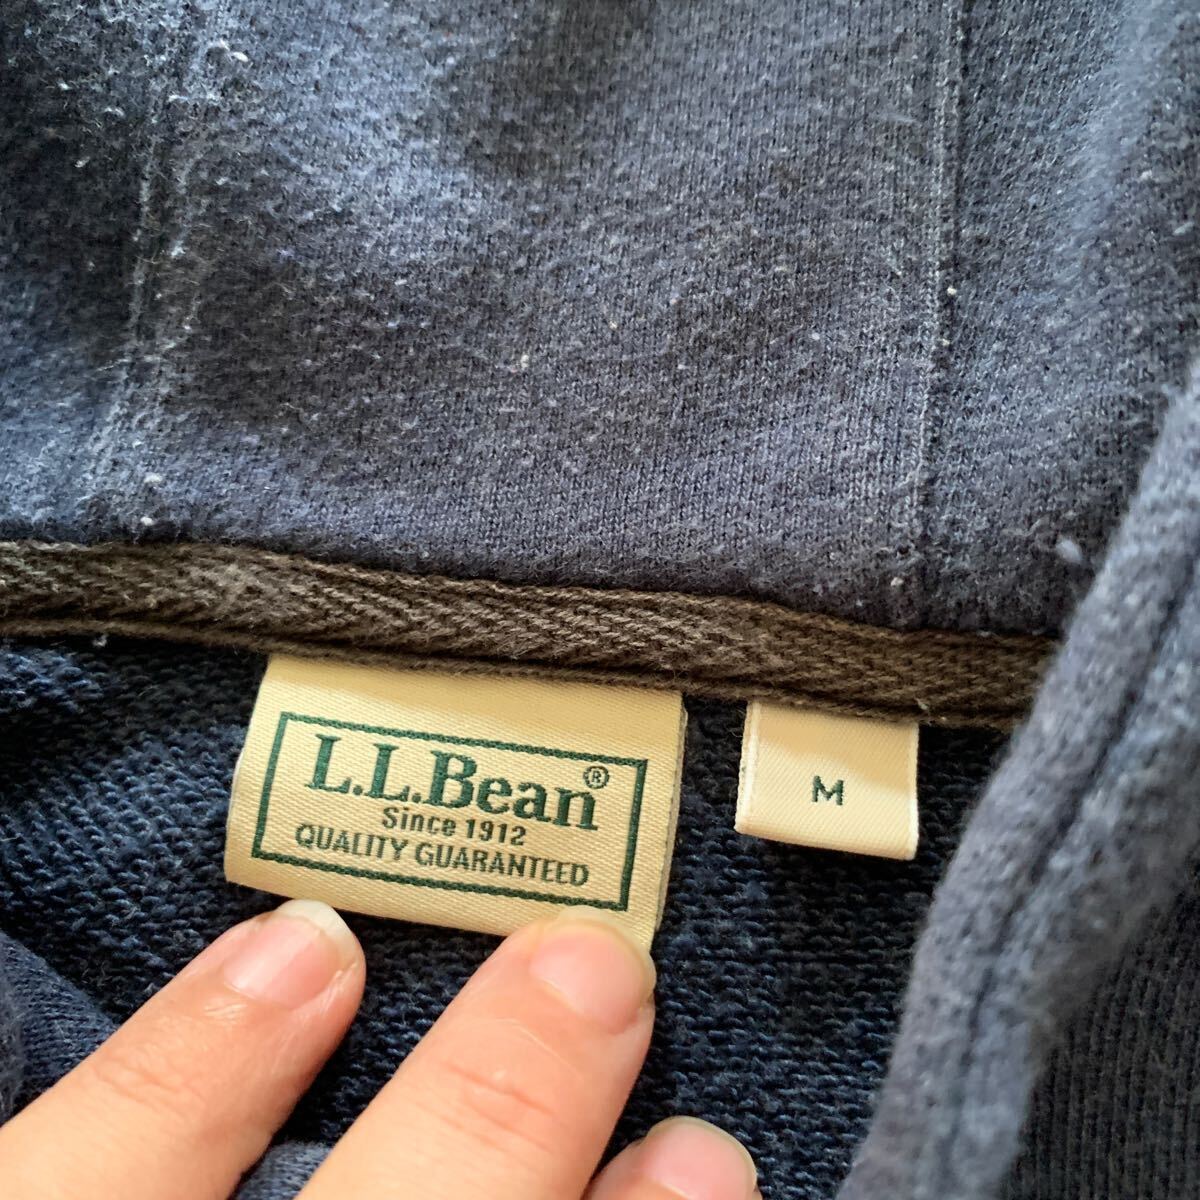 L.L.Bean®
Since 1912
QUALITY GUARANTEED
M